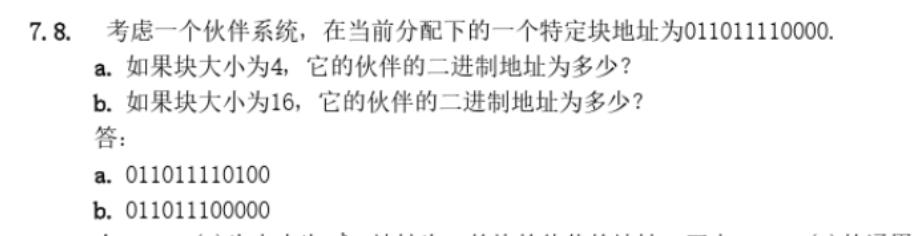 7.8. 考虑一个伙伴系统，在当前分配下的一个特定块地址为011011110000.
a. 如果块大小为4，它的伙伴的二进制地址为多少？
b. 如果块大小为16，它的伙伴的二进制地址为多少？
答：
a. 011011110100
b. 011011100000